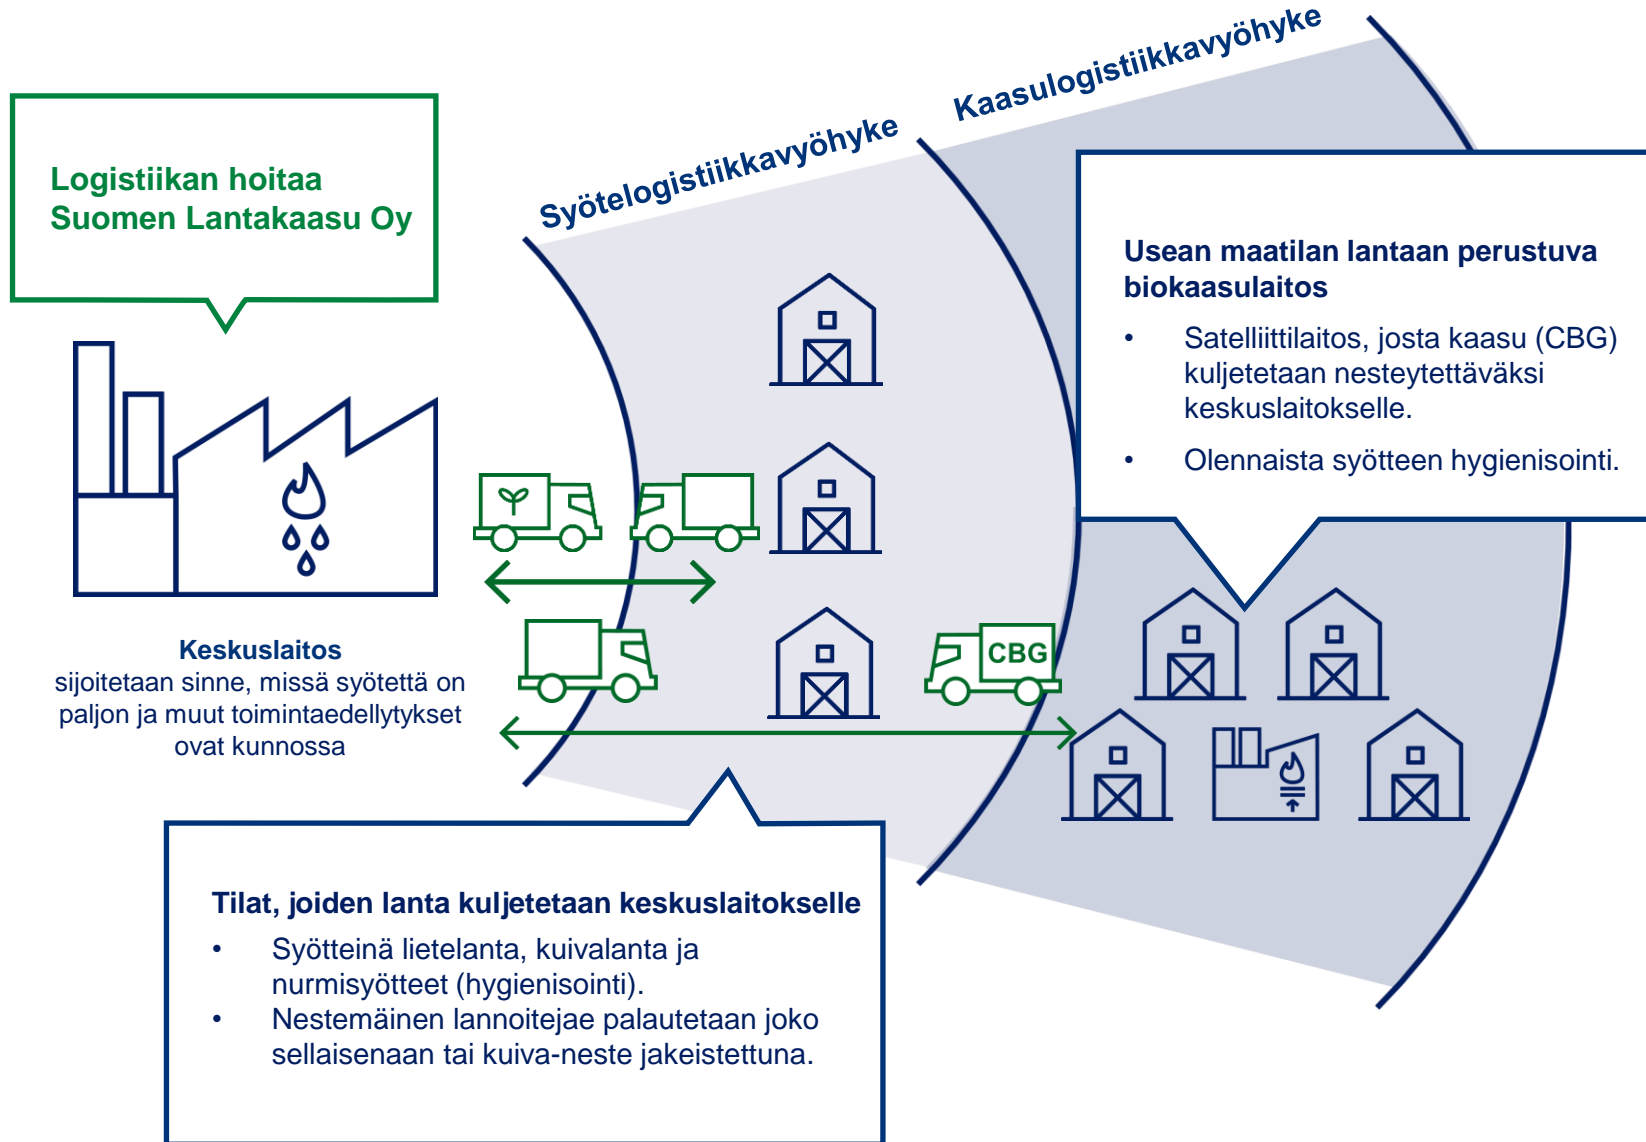 Kaasulogistiikkavyöhyke
Syötelogistiikkavyöhyke
Logistiikan hoitaa
Suomen Lantakaasu Oy
Usean maatilan lantaan perustuva
biokaasulaitos
• Satelliittilaitos, josta kaasu (CBG)
kuljetetaan nesteytettäväksi
keskuslaitokselle.
• Olennaista syötteen hygienisointi.
CBG
Keskuslaitos
sijoitetaan sinne, missä syötettä on
paljon ja muut toimintaedellytykset
ovat kunnossa
Tilat, joiden lanta kuljetetaan keskuslaitokselle
• Syötteinä lietelanta, kuivalanta ja
nurmisyötteet (hygienisointi).
• Nestemäinen lannoitejae palautetaan joko
sellaisenaan tai kuiva-neste jakeistettuna.